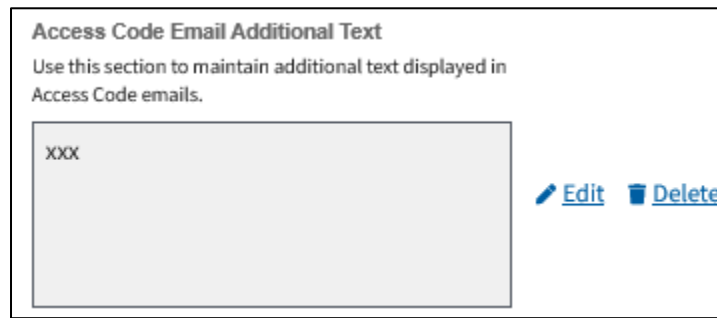 Access Code Email Additional Text
Use this section to maintain additional text displayed in
Access Code emails.
xxx
Edit Delete